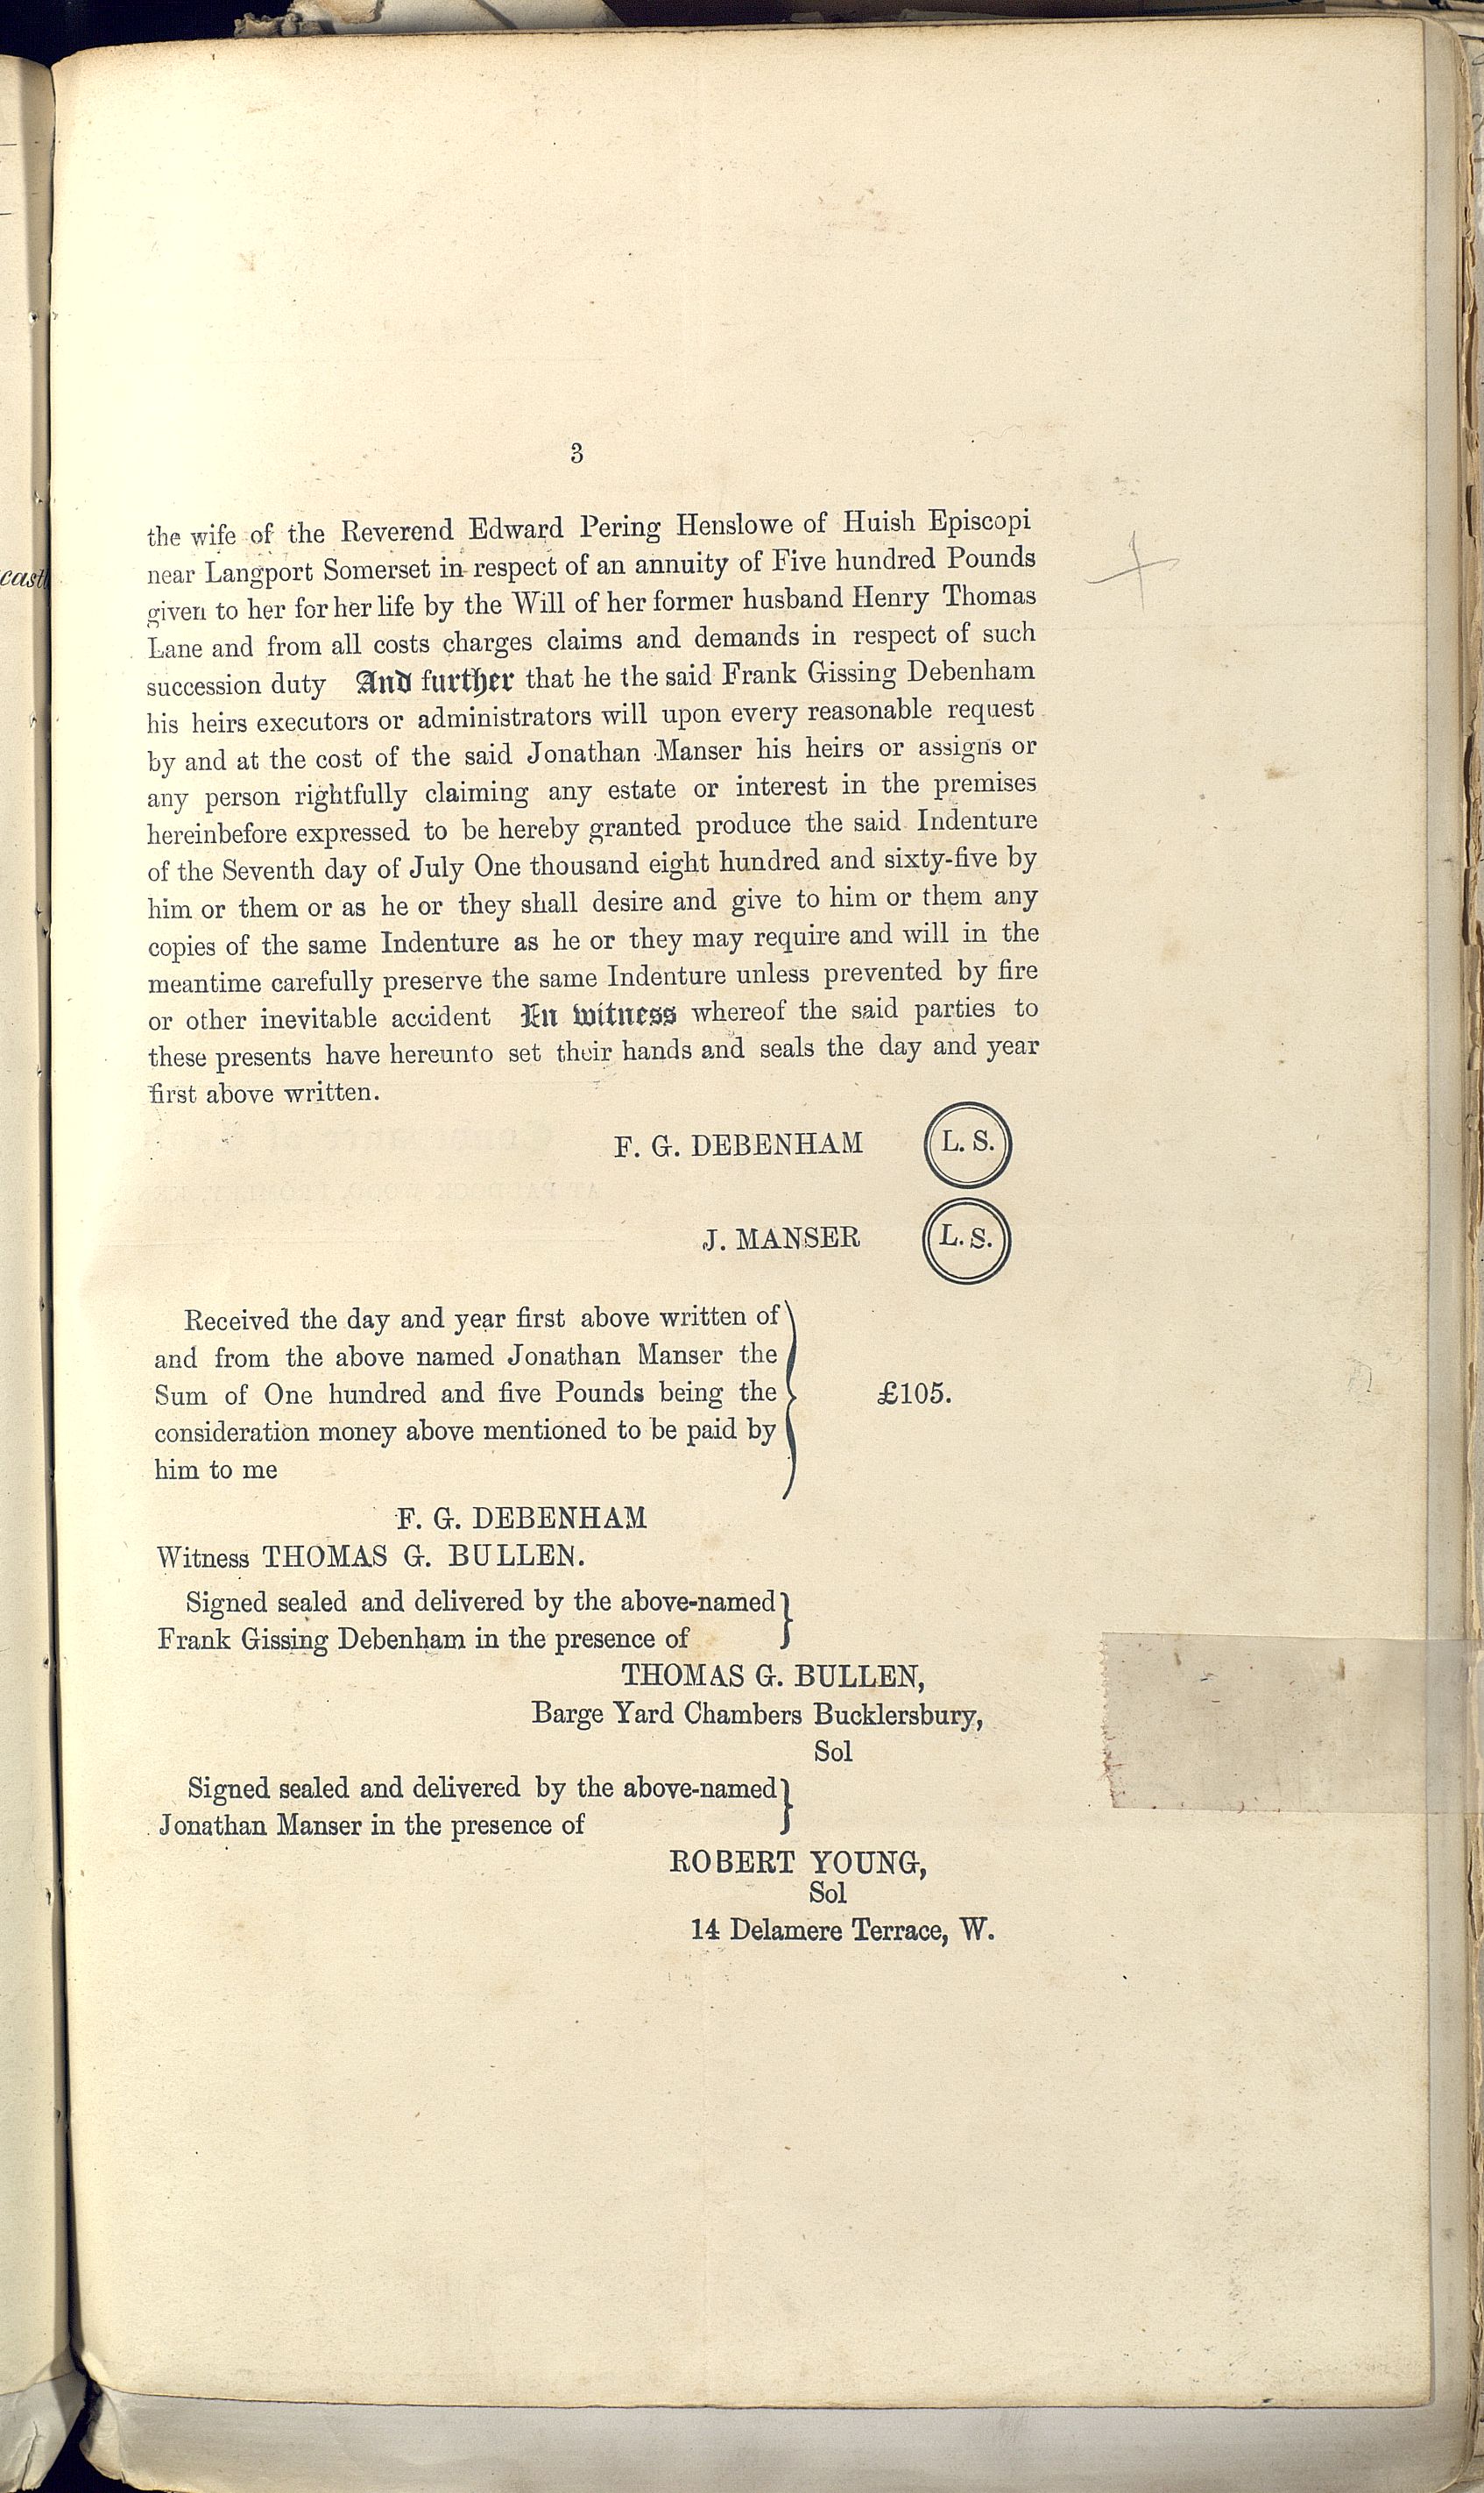 3
the wife of the Reverend Edward Pering Henslowe of Huish Episcopi
near Langport Somerset in respect of an annuity of Five hundred Pounds
given to her for her life by the Will of her former husband Henry Thomas
Lane and from all costs charges claims and demands in respect of such
succession duty And further that he the said Frank Gissing Debenham
his heirs executors or administrators will upon every reasonable request
by and at the cost of the said Jonathan Manser his heirs or assigns or
any person rightfully claiming any estate or interest in the premises
hereinbefore expressed to be hereby granted produce the said Indenture
of the Seventh day of July One thousand eight hundred and sixty-five by
him or them or as he or they shall desire and give to him or them any
copies of the same Indenture as he or they may require and will in the
meantime carefully preserve the same Indenture unless prevented by fire
or other inevitable accident In witness whereof the said parties to
these presents have hereunto set their hands and seals the day and year
first above written.
F. G. DEBENHAM L. S.
J. MANSER L. S.
Received the day and year first above written of
and from the above named Jonathan Manser the
Sum of One hundred and five Pounds being the £105.
consideration money above mentioned to be paid by
him to me
F. G. DEBENHAM
Witness THOMAS G. BULLEN.
Signed sealed and delivered by the above-named
Frank Gissing Debenham in the presence of
THOMAS G. BULLEN,
Barge Yard Chambers Bucklersbury,
Sol
Signed sealed and delivered by the above-named
Jonathan Manser in the presence of
ROBERT YOUNG,
Sol
14 Delamere Terrace, W.